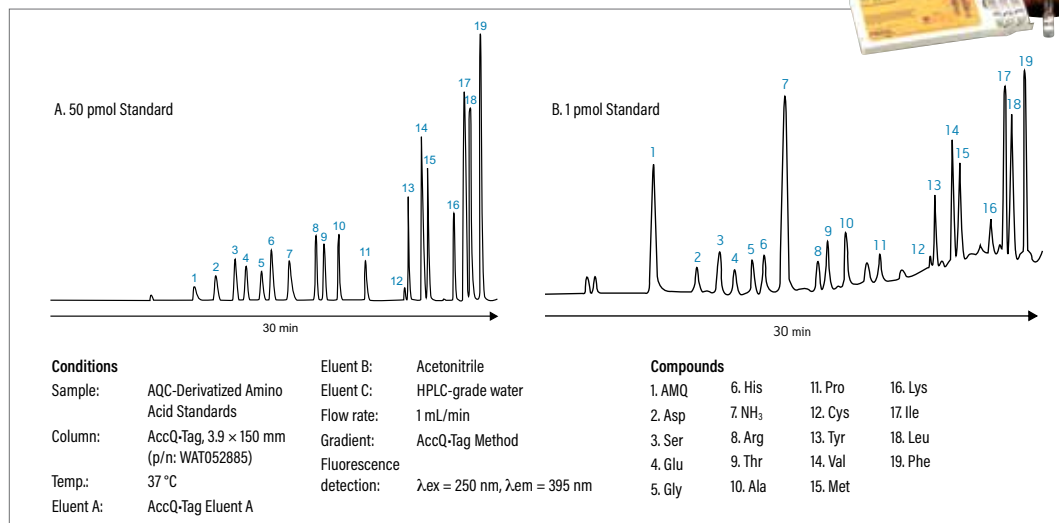 A. 50 pmol Standard
1
2
3
4
5
6
7
8
9
10
11
12
13
14
15
16
17
18
19
30 min
B. 1 pmol Standard
1
2
3
4
5
6
7
8
9
10
11
12
13
14
15
16
17
18
19
30 min
Conditions
Sample: AQC-Derivatized Amino
Acid Standards
Column: AccQ•Tag, 3.9 × 150 mm
(p/n: WAT052885)
Temp.: 37 °C
Eluent A: AccQ•Tag Eluent A
Eluent B: Acetonitrile
Eluent C: HPLC-grade water
Flow rate: 1 mL/min
Gradient: AccQ•Tag Method
Fluorescence
detection: λex = 250 nm, λem = 395 nm
Compounds
1. AMQ
2. Asp
3. Ser
4. Glu
5. Gly
6. His
7. NH₃
8. Arg
9. Thr
10. Ala
11. Pro
12. Cys
13. Tyr
14. Val
15. Met
16. Lys
17. Ile
18. Leu
19. Phe